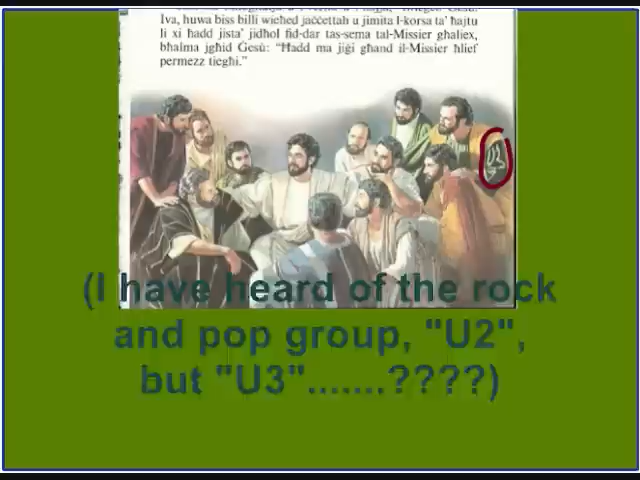 Iva, huwa biss billi wieħed jaċċettah u jimita l-korsa ta' ħajtu
li xi ħadd jista' jidħol fid-dar tas-sema tal-Missier għaliex,
bħalma jgħid Ġesù: “Ħadd ma jiġi għand il-Missier ħlief
permezz tiegħi.”
(I have heard of the rock
and pop group, "U2",
but "U3".......????)